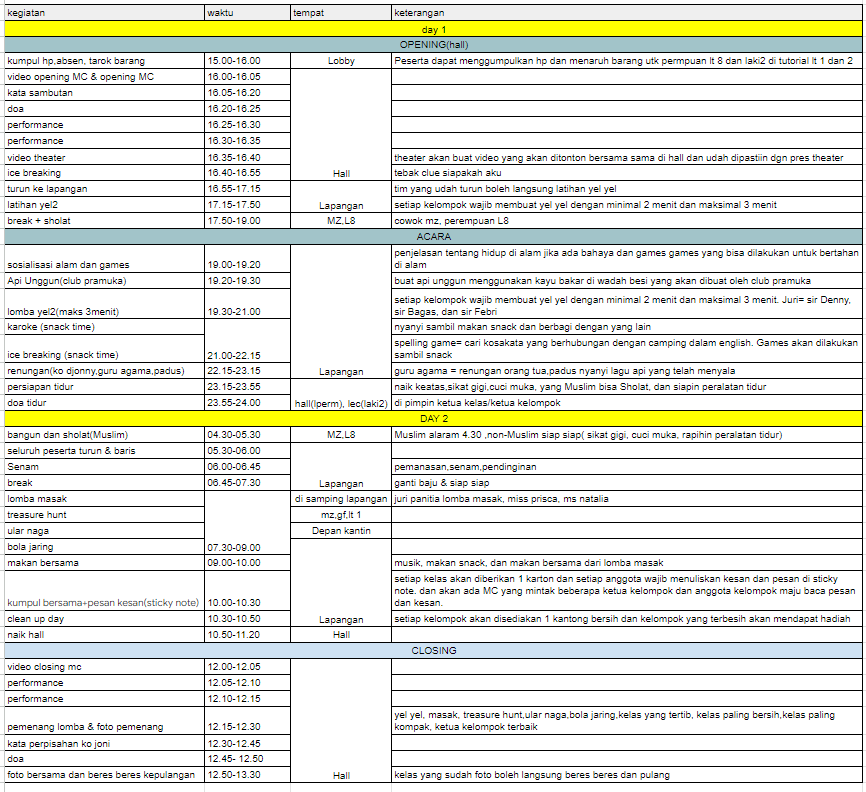 kegiatan waktu tempat keterangan
day 1
OPENING(hall)
kumpul hp,absen, tarok barang 15.00-16.00 Lobby Peserta dapat menggumpulkan hp dan menaruh barang utk permpuan lt 8 dan laki2 di tutorial lt 1 dan 2
video opening MC & opening MC 16.00-16.05
kata sambutan 16.05-16.20
doa 16.20-16.25
performance 16.25-16.30
performance 16.30-16.35
video theater 16.35-16.40 theater akan buat video yang akan ditonton bersama sama di hall dan udah dipastiin dgn pres theater
ice breaking 16.40-16.55 Hall tebak clue siapakah aku
turun ke lapangan 16.55-17.15 tim yang udah turun boleh langsung latihan yel yel
latihan yel2 17.15-17.50 Lapangan setiap kelompok wajib membuat yel yel dengan minimal 2 menit dan maksimal 3 menit
break + sholat 17.50-19.00 MZ,L8 cowok mz, perempuan L8
ACARA
penjelasan tentang hidup di alam jika ada bahaya dan games games yang bisa dilakukan untuk bertahan
sosialisasi alam dan games 19.00-19.20 di alam
Api Unggun(club pramuka) 19.20-19.30 buat api unggun menggunakan kayu bakar di wadah besi yang akan dibuat oleh club pramuka
setiap kelompok wajib membuat yel yel dengan minimal 2 menit dan maksimal 3 menit. Juri= sir Denny,
lomba yel2(maks 3menit) 19.30-21.00 sir Bagas, dan sir Febri
karoke (snack time) nyanyi sambil makan snack dan berbagi dengan yang lain
spelling game= cari kosakata yang berhubungan dengan camping dalam english. Games akan dilakukan
ice breaking (snack time) 21.00-22.15 sambil snack
renungan(ko djonny,guru agama,padus) 22.15-23.15 Lapangan guru agama = renungan orang tua,padus nyanyi lagu api yang telah menyala
persiapan tidur 23.15-23.55 naik keatas,sikat gigi,cuci muka, yang Muslim bisa Sholat, dan siapin peralatan tidur
doa tidur 23.55-24.00 hall(lperm), lec(laki2) di pimpin ketua kelas/ketua kelompok
DAY 2
bangun dan sholat(Muslim) 04.30-05.30 MZ,L8 Muslim alaram 4.30 ,non-Muslim siap siap( sikat gigi, cuci muka, rapihin peralatan tidur)
seluruh peserta turun & baris 05.30-06.00
Senam 06.00-06.45 pemanasan,senam,pendinginan
break 06.45-07.30 Lapangan ganti baju & siap siap
lomba masak di samping lapangan juri panitia lomba masak, miss prisca, ms natalia
treasure hunt mz,gf,lt 1
ular naga Depan kantin
bola jaring 07.30-09.00
makan bersama 09.00-10.00 musik, makan snack, dan makan bersama dari lomba masak
setiap kelas akan diberikan 1 karton dan setiap anggota wajib menuliskan kesan dan pesan di sticky
note. dan akan ada MC yang mintak beberapa ketua kelompok dan anggota kelompok maju baca pesan
kumpul bersama+pesan kesan(sticky note) 10.00-10.30 dan kesan.
clean up day 10.30-10.50 Lapangan setiap kelompok akan disediakan 1 kantong bersih dan kelompok yang terbesih akan mendapat hadiah
naik hall 10.50-11.20 Hall
CLOSING
video closing mc 12.00-12.05
performance 12.05-12.10
performance 12.10-12.15
yel yel, masak, treasure hunt,ular naga,bola jaring,kelas yang tertib, kelas paling bersih,kelas paling
pemenang lomba & foto pemenang 12.15-12.30 kompak, ketua kelompok terbaik
kata perpisahan ko joni 12.30-12.45
doa 12.45- 12.50
foto bersama dan beres beres kepulangan 12.50-13.30 Hall kelas yang sudah foto boleh langsung beres beres dan pulang